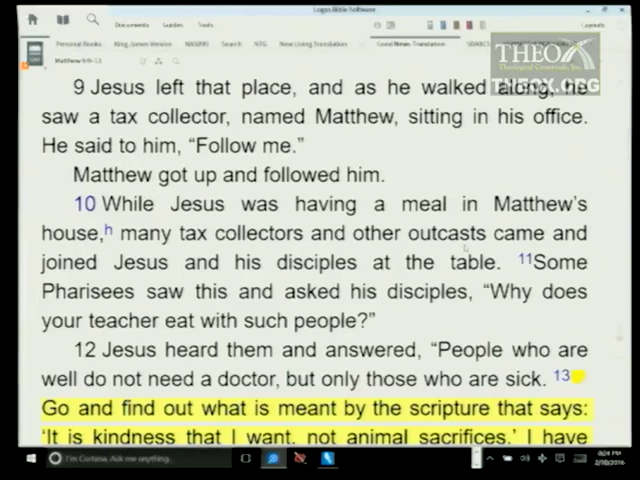 Logos Bible Software
Documents Guides Tools Layouts
Personal Books King James Version NASB95 Search NTG New Living Translation Good News Translation
Matthew 9:9–13
THEOX
THEOX.ORG
9 Jesus left that place, and as he walked along, he
saw a tax collector, named Matthew, sitting in his office.
He said to him, “Follow me.”
Matthew got up and followed him.
10 While Jesus was having a meal in Matthew’s
house,h many tax collectors and other outcasts came and
joined Jesus and his disciples at the table. 11Some
Pharisees saw this and asked his disciples, “Why does
your teacher eat with such people?”
12 Jesus heard them and answered, “People who are
well do not need a doctor, but only those who are sick. 13
Go and find out what is meant by the scripture that says:
‘It is kindness that I want, not animal sacrifices.’ I have
I'm Cortana. Ask me anything.